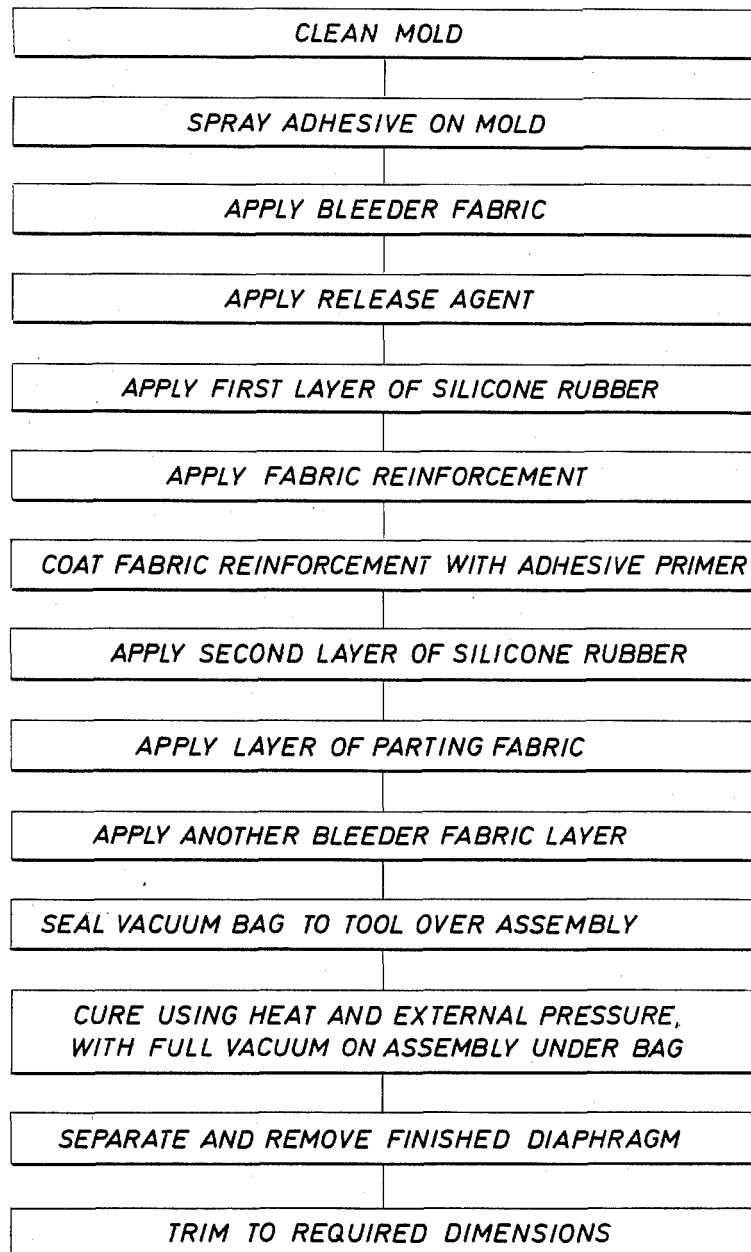 CLEAN MOLD
SPRAY ADHESIVE ON MOLD
APPLY BLEEDER FABRIC
APPLY RELEASE AGENT
APPLY FIRST LAYER OF SILICONE RUBBER
APPLY FABRIC REINFORCEMENT
COAT FABRIC REINFORCEMENT WITH ADHESIVE PRIMER
APPLY SECOND LAYER OF SILICONE RUBBER
APPLY LAYER OF PARTING FABRIC
APPLY ANOTHER BLEEDER FABRIC LAYER
SEAL VACUUM BAG TO TOOL OVER ASSEMBLY
CURE USING HEAT AND EXTERNAL PRESSURE,
WITH FULL VACUUM ON ASSEMBLY UNDER BAG
SEPARATE AND REMOVE FINISHED DIAPHRAGM
TRIM TO REQUIRED DIMENSIONS